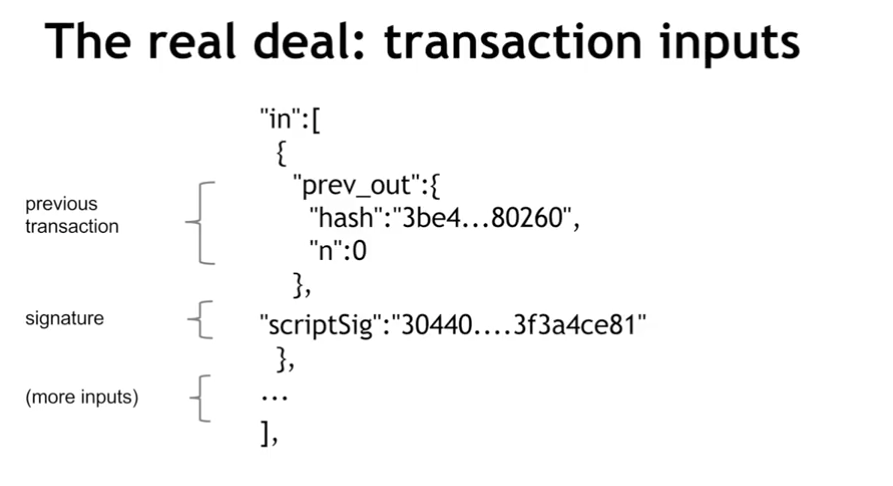 The real deal: transaction inputs
"in":[
{
"prev_out":{
previous
transaction
"hash":"3be4...80260",
"n":0
},
signature
"scriptSig":"30440....3f3a4ce81"
},
(more inputs)
...
],